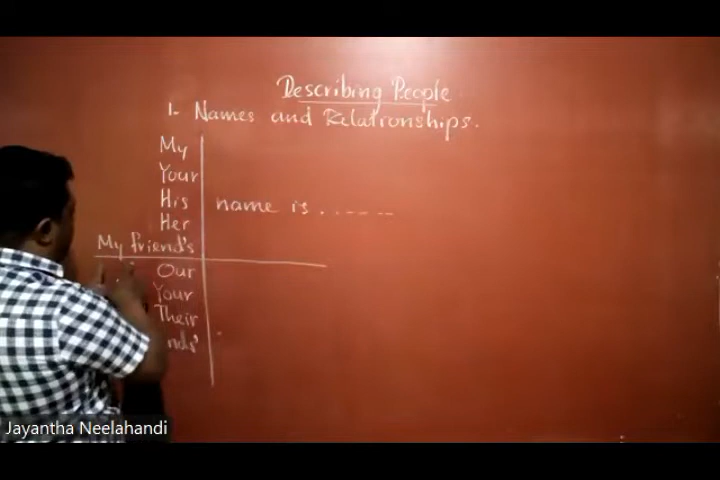 Describing People
1- Names and Relationships.
My
Your
His name is . - - - -
Her
My friend's
Our
Your
Their
Jayantha Neelahandi